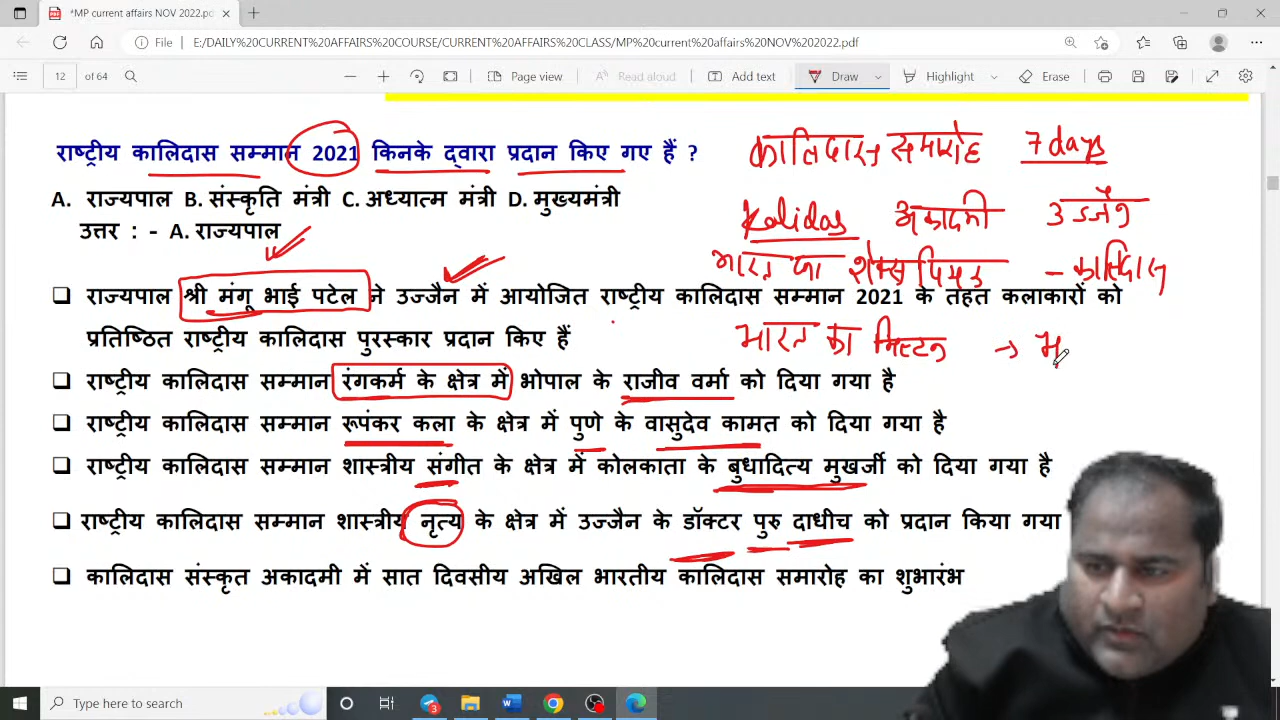 *MP current affairs NOV 2022.pd
File
E:/DAILY%20CURRENT%20AFFAIRS%20COURSE/CURRENT%20AFFAIRS%20CLASS/MP%20current%20affairs%20NOV%202022.pdf
12 of 64
Page view
Read aloud
Add text
Draw
Highlight
Erase
राष्ट्रीय कालिदास सम्मान 2021 किनके द्वारा प्रदान किए गए हैं ?
कालिदास समारोह 7 days
A. राज्यपाल B. संस्कृति मंत्री C. अध्यात्म मंत्री D. मुख्यमंत्री
Kalidas अकादमी उज्जैन
उत्तर : - A. राज्यपाल
भारत का शेक्सपियर - कालिदास
❑ राज्यपाल श्री मंगू भाई पटेल ने उज्जैन में आयोजित राष्ट्रीय कालिदास सम्मान 2021 के तहत कलाकारों को
प्रतिष्ठित राष्ट्रीय कालिदास पुरस्कार प्रदान किए हैं
भारत का मिल्टन → भ
❑ राष्ट्रीय कालिदास सम्मान रंगकर्म के क्षेत्र में भोपाल के राजीव वर्मा को दिया गया है
❑ राष्ट्रीय कालिदास सम्मान रूपंकर कला के क्षेत्र में पुणे के वासुदेव कामत को दिया गया है
❑ राष्ट्रीय कालिदास सम्मान शास्त्रीय संगीत के क्षेत्र में कोलकाता के बुधादित्य मुखर्जी को दिया गया है
❑ राष्ट्रीय कालिदास सम्मान शास्त्रीय नृत्य के क्षेत्र में उज्जैन के डॉक्टर पुरु दाधीच को प्रदान किया गया
❑ कालिदास संस्कृत अकादमी में सात दिवसीय अखिल भारतीय कालिदास समारोह का शुभारंभ
Type here to search